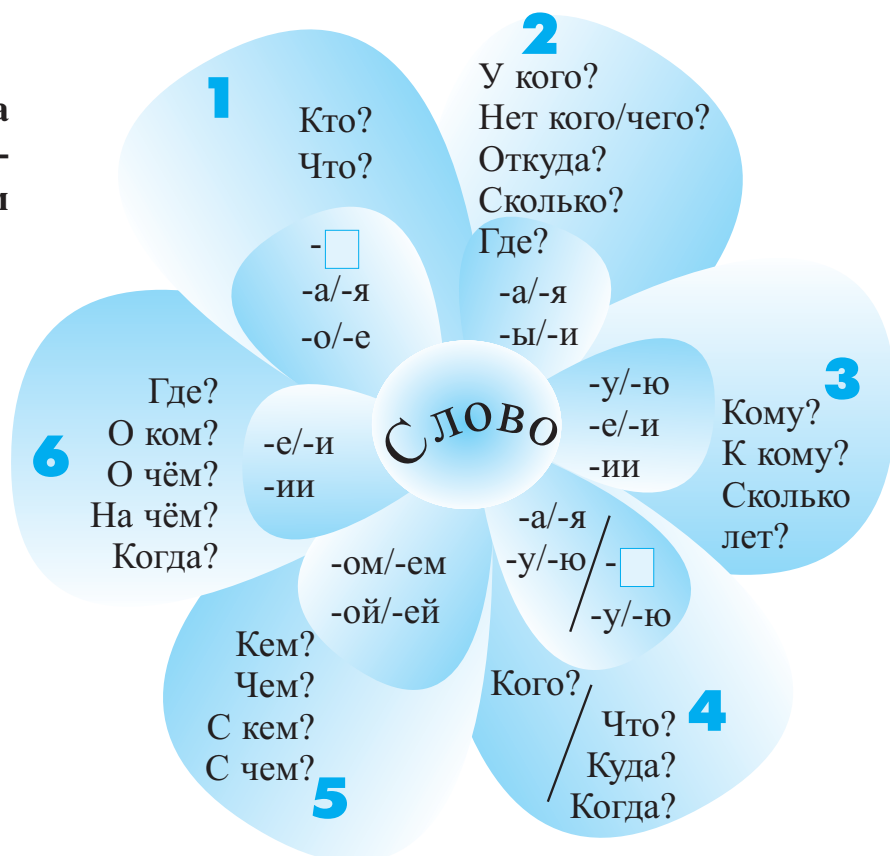 а
-
1
Кто?
Что?
-□
-а/-я
-о/-е
2
У кого?
Нет кого/чего?
Откуда?
Сколько?
Где?
-а/-я
-ы/-и
3
Кому?
К кому?
Сколько
лет?
-у/-ю
-е/-и
-ии
4
-а/-я
-у/-ю/-□
-у/-ю
Кого?
Что?
Куда?
Когда?
5
-ом/-ем
-ой/-ей
Кем?
Чем?
С кем?
С чем?
6
Где?
О ком?
О чём?
На чём?
Когда?
-е/-и
-ии
Слово